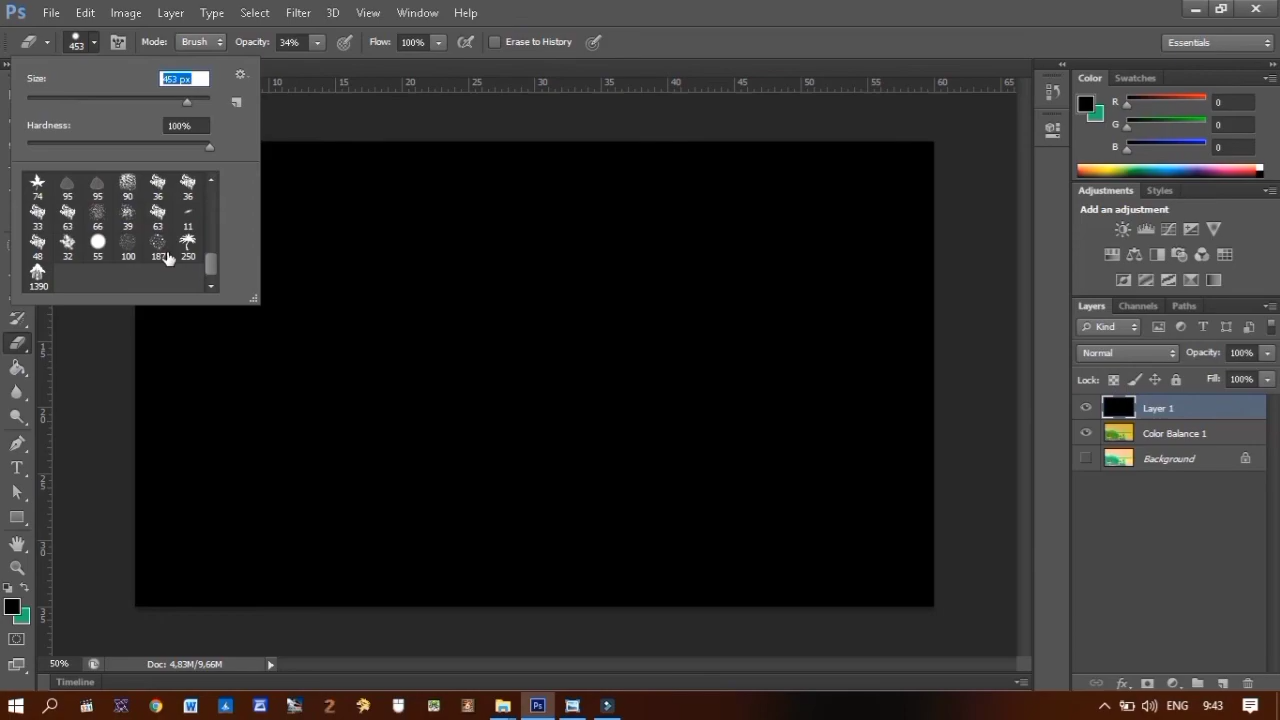 Ps File Edit Image Layer Type Select Filter 3D View Window Help
453 Mode: Brush Opacity: 34% Flow: 100% Erase to History Essentials
Size: 453 px
Hardness: 100%
74 95 95 90 36 36
33 63 66 39 63 11
48 32 55 100 187 250
1390
10 15 20 25 30 35 40 45 50 55 60 65
15
20
25
30
35
Color Swatches
R 0
G 0
B 0
Adjustments Styles
Add an adjustment
Layers Channels Paths
Kind
Normal Opacity: 100%
Lock: Fill: 100%
Layer 1
Color Balance 1
Background
50% Doc: 4,83M/9,66M
Timeline
ENG 9:43